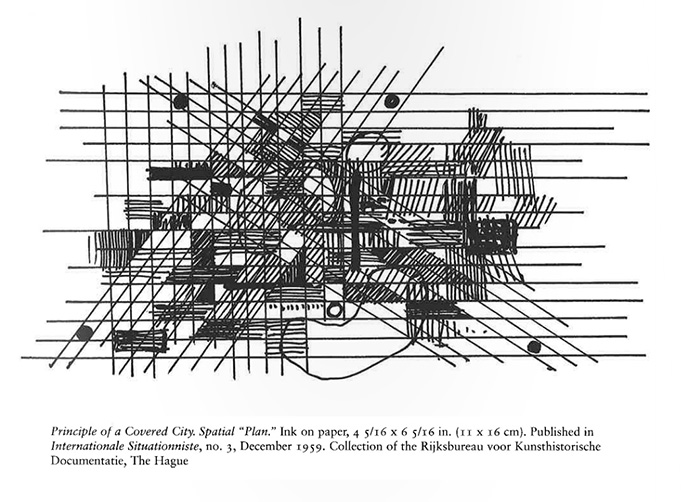 Principle of a Covered City. Spatial “Plan.” Ink on paper, 4 5/16 x 6 5/16 in. (11 x 16 cm). Published in
Internationale Situationniste, no. 3, December 1959. Collection of the Rijksbureau voor Kunsthistorische
Documentatie, The Hague